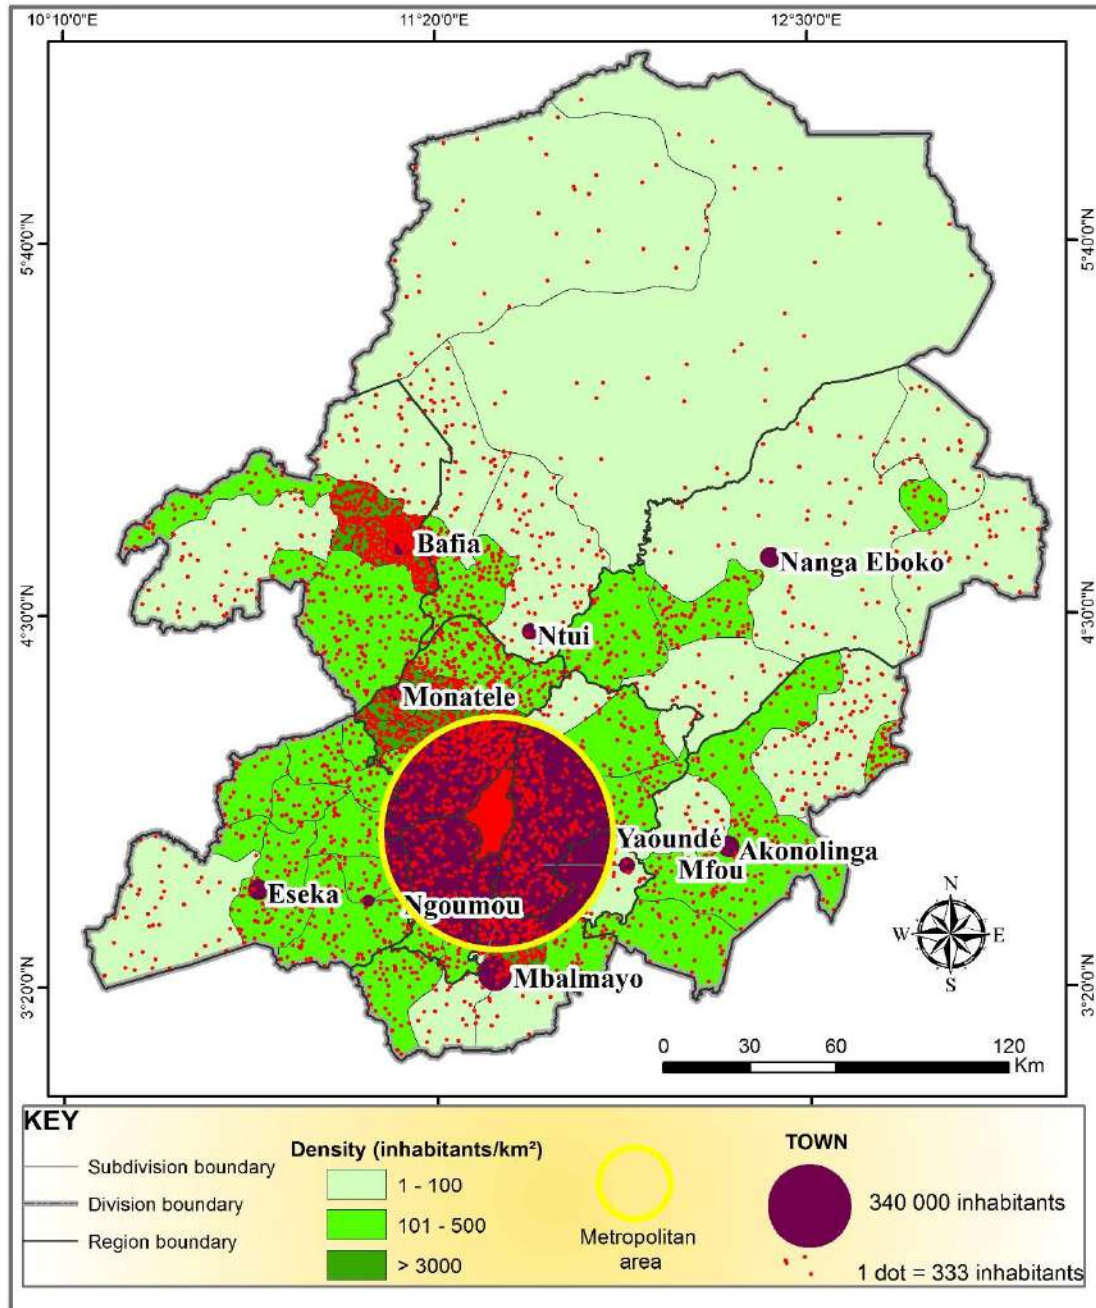 10°10'0"E
11°20'0"E
12°30'0"E
5°40'0"N
5°40'0"N
Bafia
Nanga Eboko
4°30'0"N
4°30'0"N
Ntui
Monatele
Yaoundé
Mfou
Akonolinga
Eseka
Ngoumou
N
W
E
S
Mbalmayo
3°20'0"N
3°20'0"N
0 30 60 120
Km
KEY
Subdivision boundary
Division boundary
Region boundary
Density (inhabitants/km²)
1 - 100
101 - 500
> 3000
Metropolitan
area
TOWN
340 000 inhabitants
1 dot = 333 inhabitants